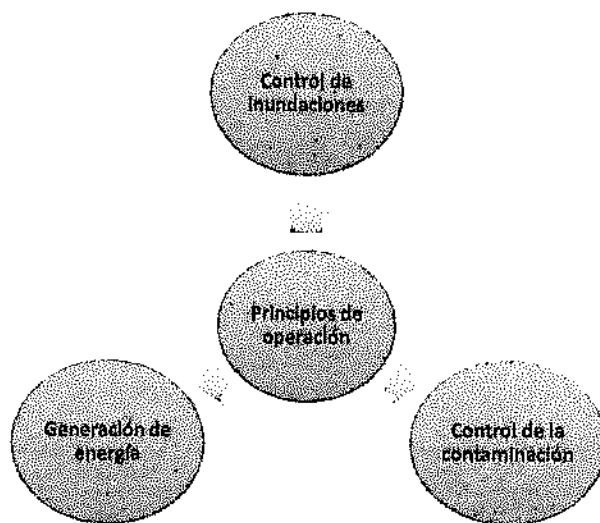 Control de
inundaciones
Principios de
operación
Generación de
energía
Control de la
contaminación